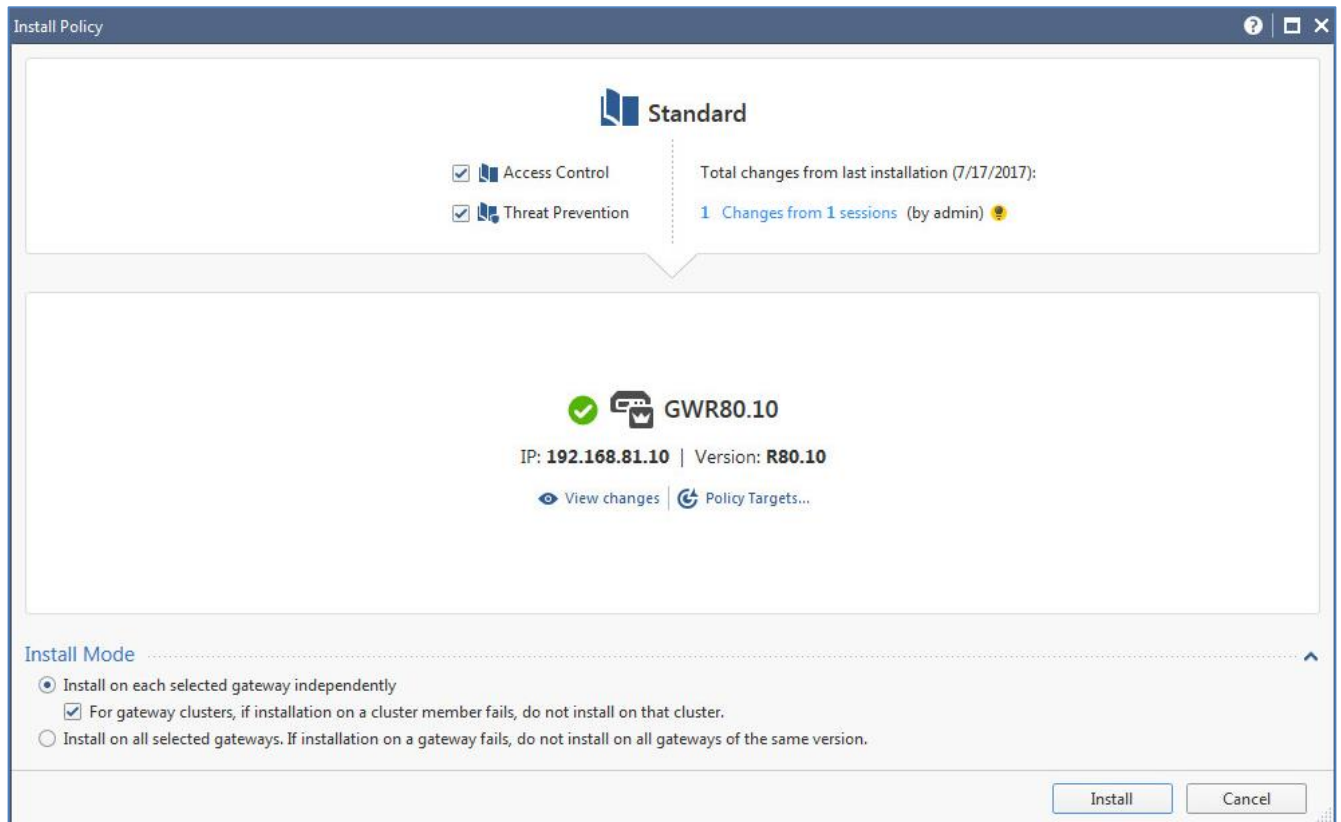 Install Policy
Standard
Access Control
Total changes from last installation (7/17/2017):
Threat Prevention
1 Changes from 1 sessions (by admin)
GWR80.10
IP: 192.168.81.10 | Version: R80.10
View changes | Policy Targets...
Install Mode
Install on each selected gateway independently
For gateway clusters, if installation on a cluster member fails, do not install on that cluster.
Install on all selected gateways. If installation on a gateway fails, do not install on all gateways of the same version.
Install Cancel